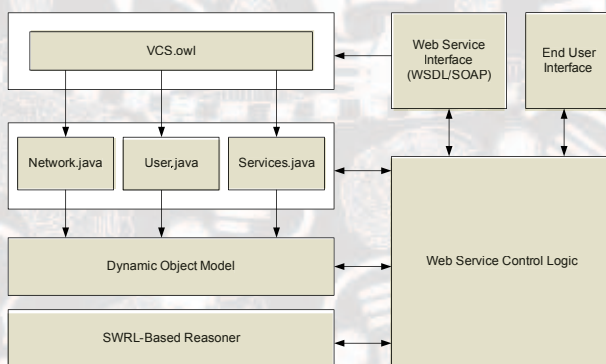 VCS.owl
Web Service
Interface
(WSDL/SOAP)
End User
Interface
Network.java
User.java
Services.java
Dynamic Object Model
Web Service Control Logic
SWRL-Based Reasoner